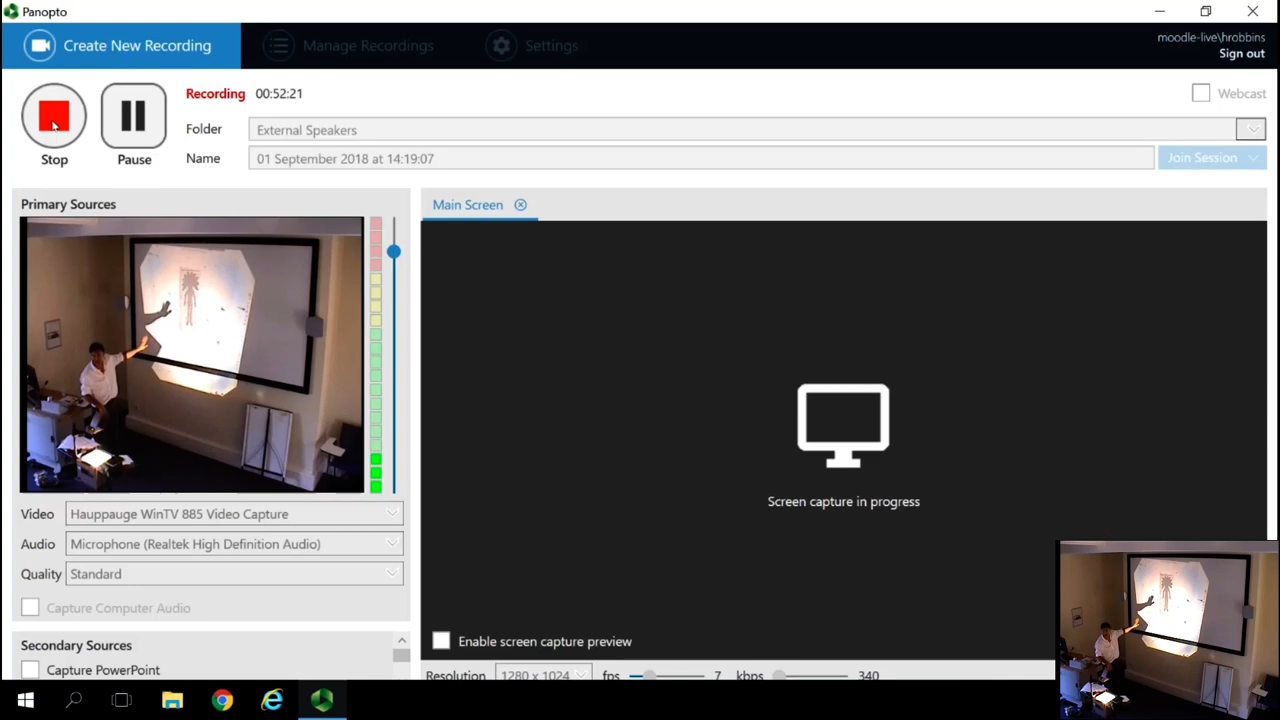 Panopto
Create New Recording
Manage Recordings
Settings
moodle-live\hrobbins
Sign out
Recording 00:52:21
Webcast
Folder External Speakers
Name 01 September 2018 at 14:19:07
Join Session
Stop
Pause
Primary Sources
Main Screen
Screen capture in progress
Video Hauppauge WinTV 885 Video Capture
Audio Microphone (Realtek High Definition Audio)
Quality Standard
Capture Computer Audio
Enable screen capture preview
Secondary Sources
Capture PowerPoint
Resolution 1280 x 1024 fps 7 kbps 340